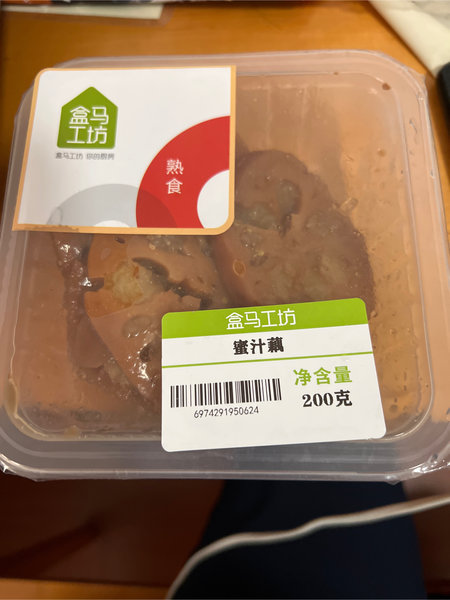 盒马
工坊
盒马工坊 你的厨房
熟食
盒马工坊
蜜汁藕
净含量
200克
6974291950624